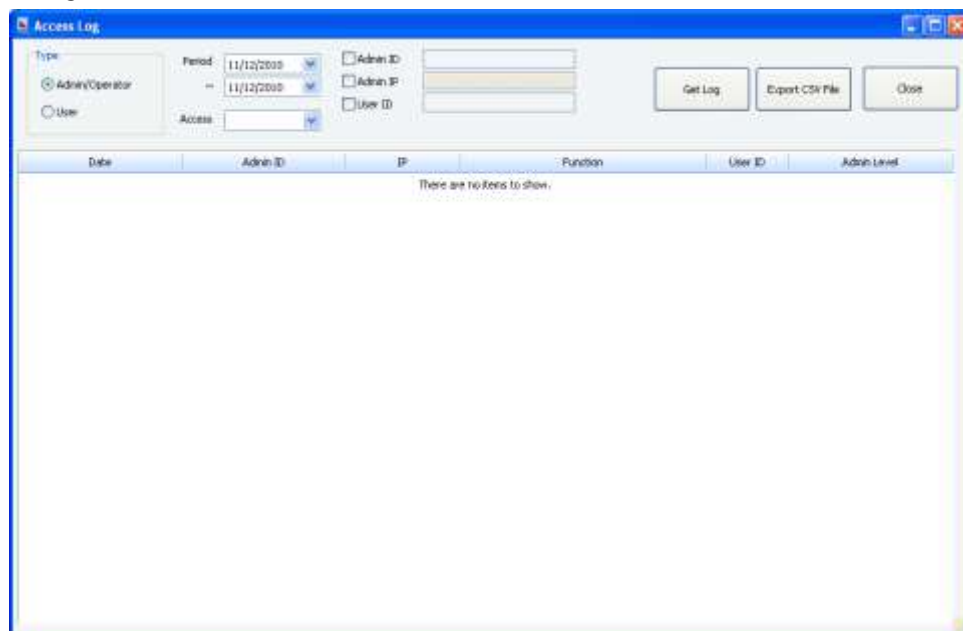 Access Log
Type
Admin/Operator
User
Period 11/12/2010
~ 11/12/2010
Access
Admin ID
Admin IP
User ID
Get Log
Export CSV File
Close
Date Admin ID IP Function User ID Admin Level
There are no items to show.